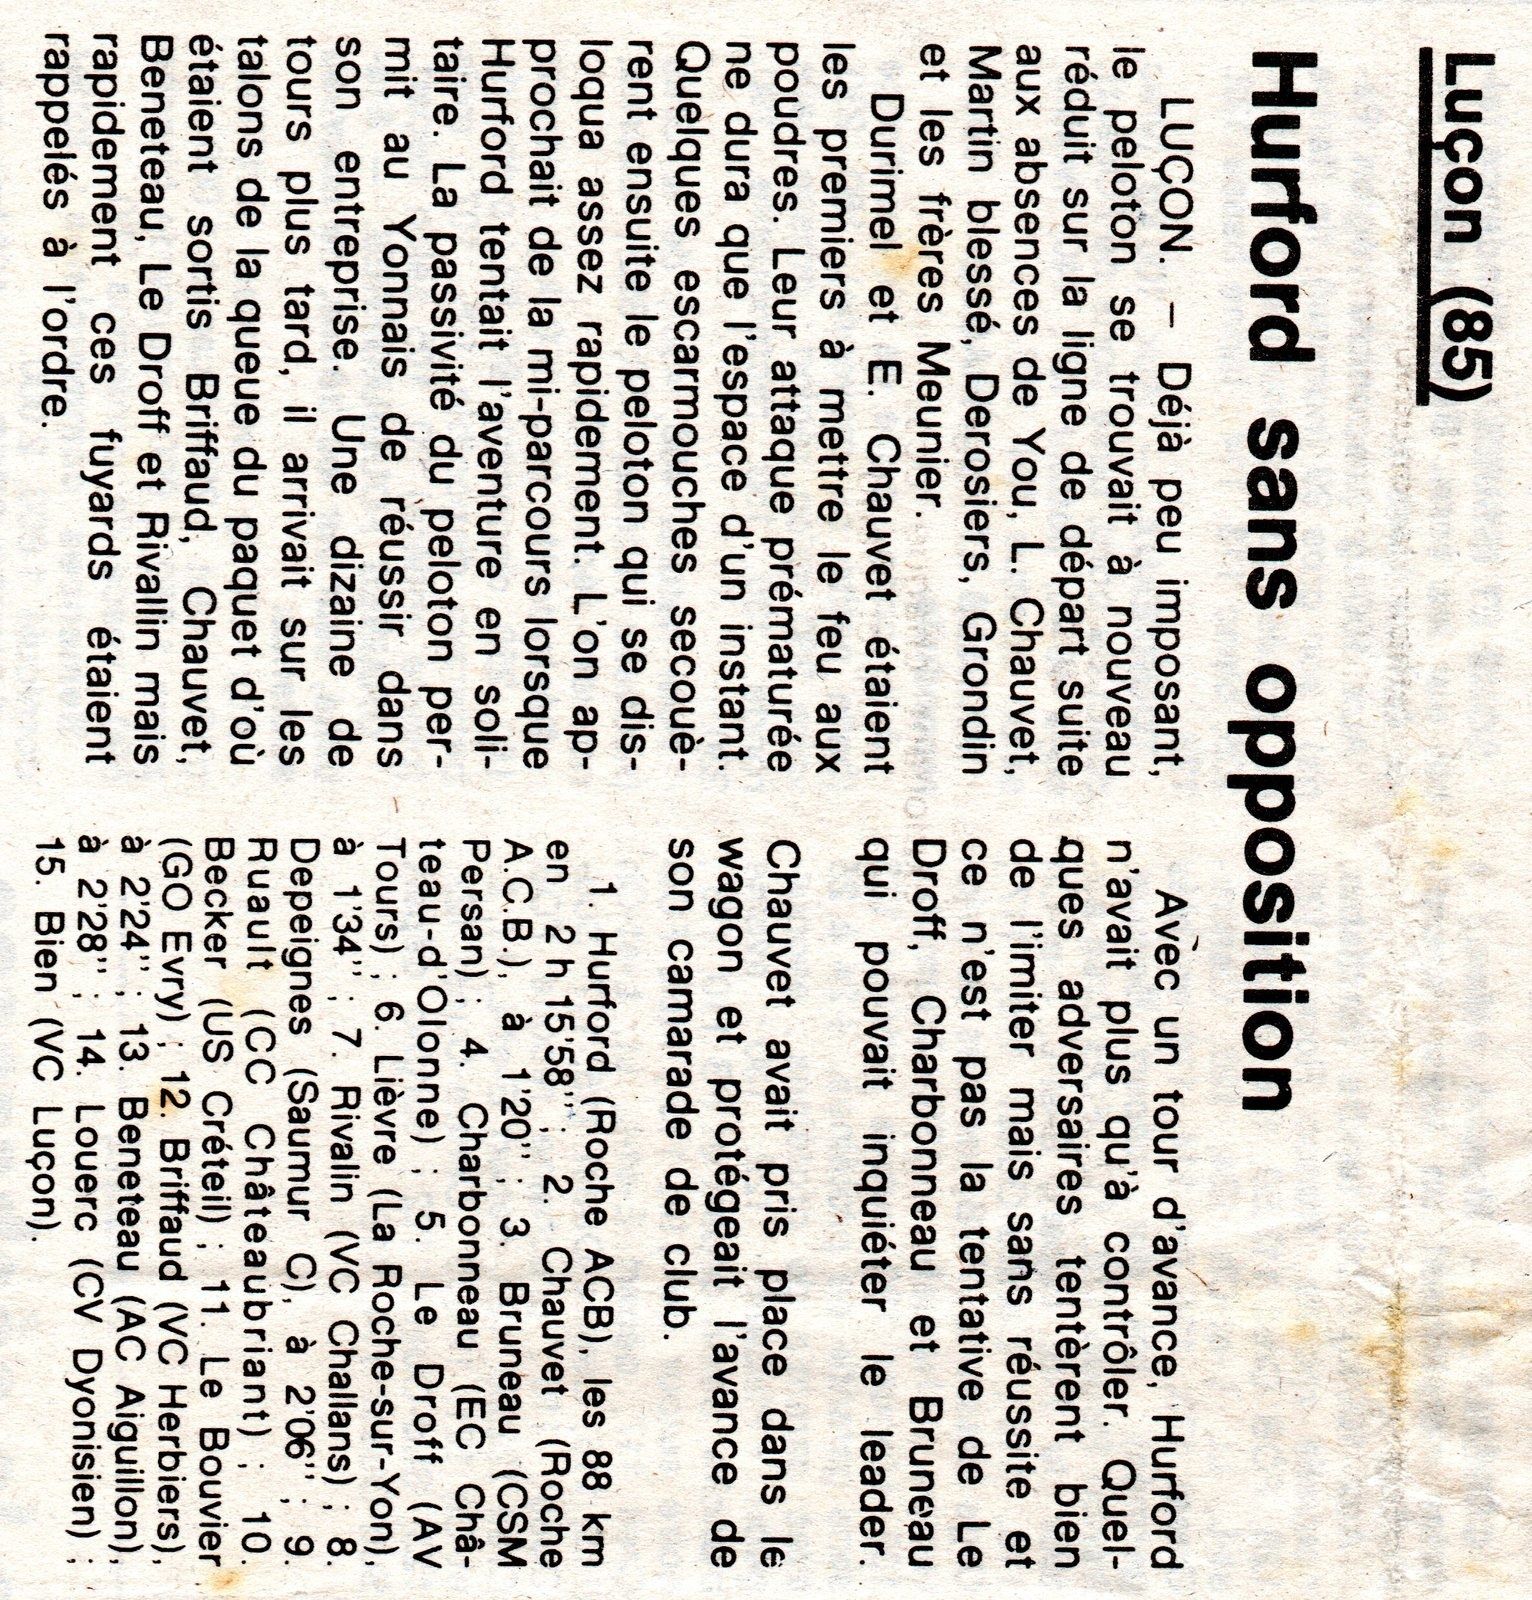 Luçon (85)
Hurford sans opposition
LUÇON. — Déjà peu imposant,
le peloton se trouvait à nouveau
réduit sur la ligne de départ suite
aux absences de You, L. Chauvet,
Martin blessé, Derosiers, Grondin
et les frères Meunier.
Durimel et E. Chauvet étaient
les premiers à mettre le feu aux
poudres. Leur attaque prématurée
ne dura que l'espace d'un instant.
Quelques escarmouches secouè-
rent ensuite le peloton qui se dis-
loqua assez rapidement. L'on ap-
prochait de la mi-parcours lorsque
Hurford tentait l'aventure en soli-
taire. La passivité du peloton per-
mit au Yonnais de réussir dans
son entreprise. Une dizaine de
tours plus tard, il arrivait sur les
talons de la queue du paquet d'où
étaient sortis Briffaud, Chauvet,
Beneteau, Le Droff et Rivallin mais
rapidement ces fuyards étaient
rappelés à l'ordre.
Avec un tour d'avance, Hurford
n'avait plus qu'à contrôler. Quel-
ques adversaires tentèrent bien
de l'imiter mais sans réussite et
ce n'est pas la tentative de Le
Droff, Charbonneau et Bruneau
qui pouvait inquiéter le leader.
Chauvet avait pris place dans le
wagon et protégeait l'avance de
son camarade de club.
1. Hurford (Roche ACB), les 88 km
en 2 h 15'58'' ; 2. Chauvet (Roche
A.C.B.), à 1'20'' ; 3. Bruneau (CSM
Persan) ; 4. Charbonneau (EC Châ-
teau-d'Olonne) ; 5. Le Droff (AV
Tours) ; 6. Lièvre (La Roche-sur-Yon),
à 1'34'' ; 7. Rivalin (VC Challans) ; 8.
Depeignes (Saumur C), à 2'06'' ; 9.
Ruault (CC Châteaubriant) ; 10.
Becker (US Créteil) ; 11. Le Bouvier
(GO Evry) ; 12. Briffaud (VC Herbiers),
à 2'24'' ; 13. Beneteau (AC Aiguillon),
à 2'28'' ; 14. Louerc (CV Dyonisien) ;
15. Bien (VC Luçon).